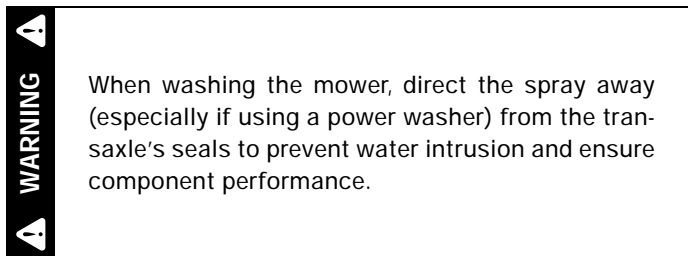 WARNING
When washing the mower, direct the spray away
(especially if using a power washer) from the tran-
saxle's seals to prevent water intrusion and ensure
component performance.